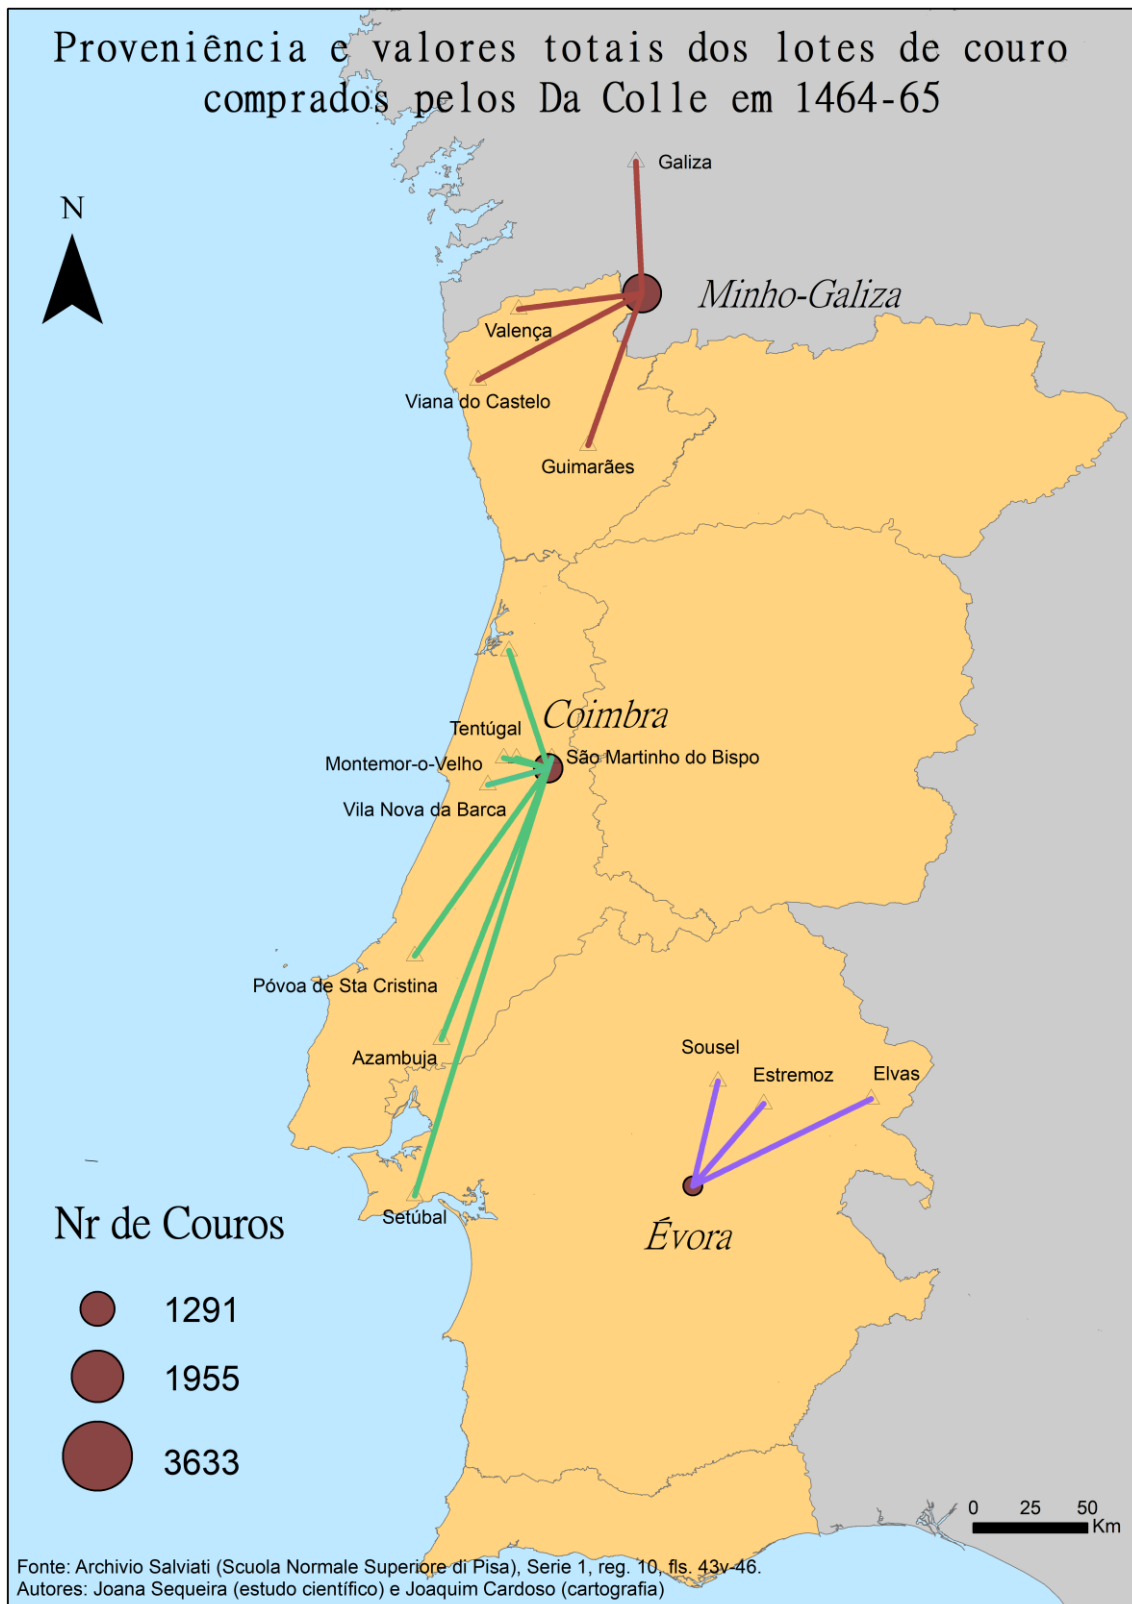 Proveniência e valores totais dos lotes de couro
comprados pelos Da Colle em 1464-65
Galiza
N
Minho-Galiza
Valença
Viana do Castelo
Guimarães
Coimbra
Tentúgal
São Martinho do Bispo
Montemor-o-Velho
Vila Nova da Barca
Póvoa de Sta Cristina
Azambuja
Sousel
Estremoz
Elvas
Setúbal
Évora
Nr de Couros
1291
1955
3633
0 25 50
Km
Fonte: Archivio Salviati (Scuola Normale Superiore di Pisa), Serie 1, reg. 10, fls. 43v-46.
Autores: Joana Sequeira (estudo científico) e Joaquim Cardoso (cartografia)